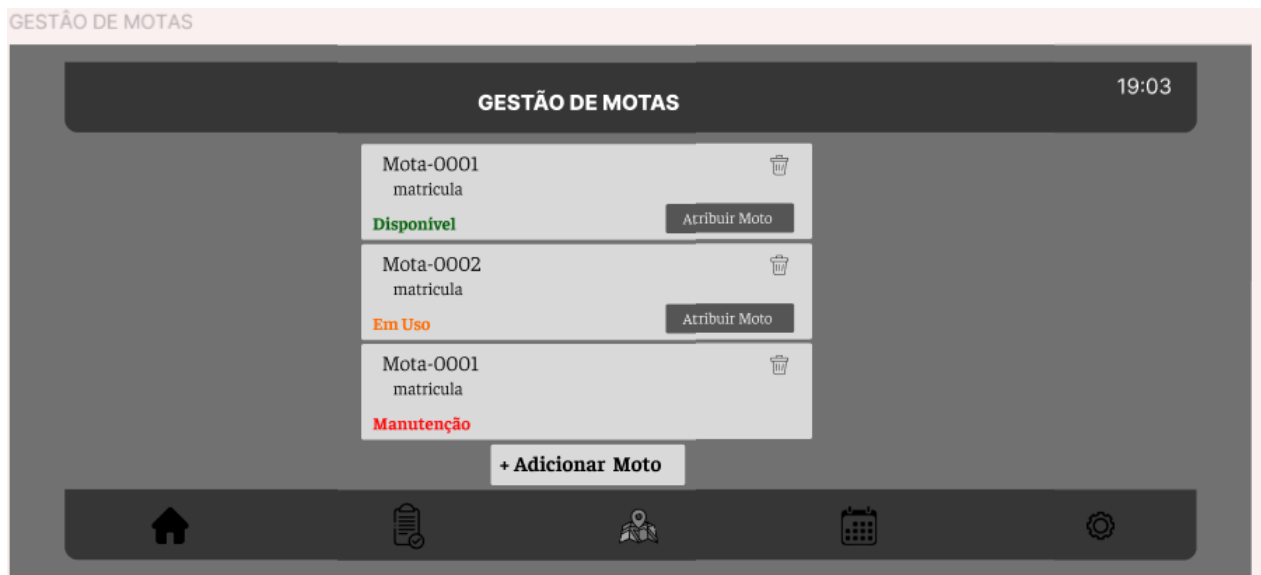 GESTÃO DE MOTAS
GESTÃO DE MOTAS
19:03
Mota-0001
matricula
Disponível
Atribuir Moto
Mota-0002
matricula
Em Uso
Atribuir Moto
Mota-0001
matricula
Manutenção
+ Adicionar Moto